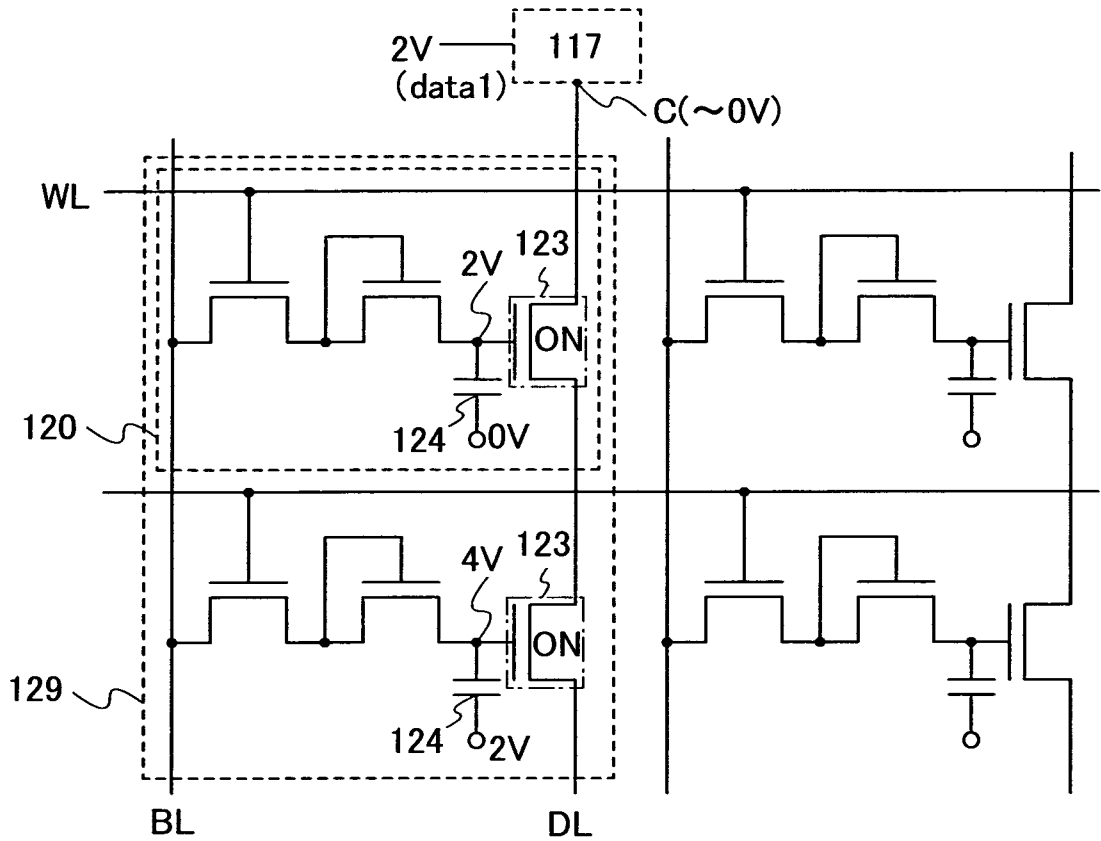 2V
(data1)
117
C(～0V)
WL
2V
123
ON
120
124
0V
4V
123
ON
129
124
2V
BL
DL